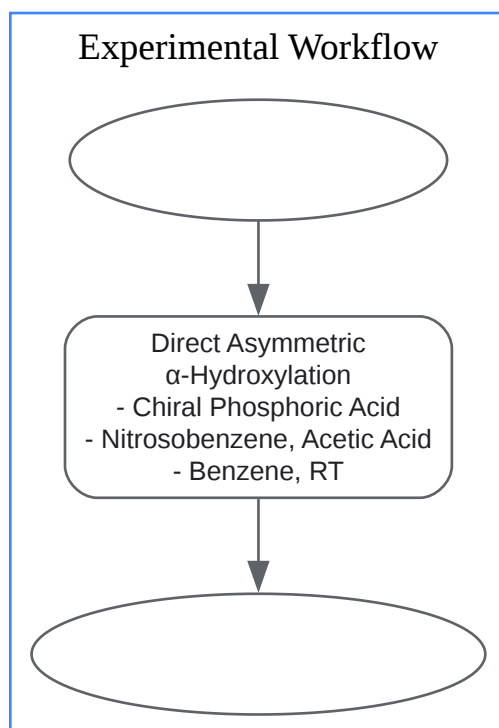 Experimental Workflow
Direct Asymmetric
α-Hydroxylation
- Chiral Phosphoric Acid
- Nitrosobenzene, Acetic Acid
- Benzene, RT